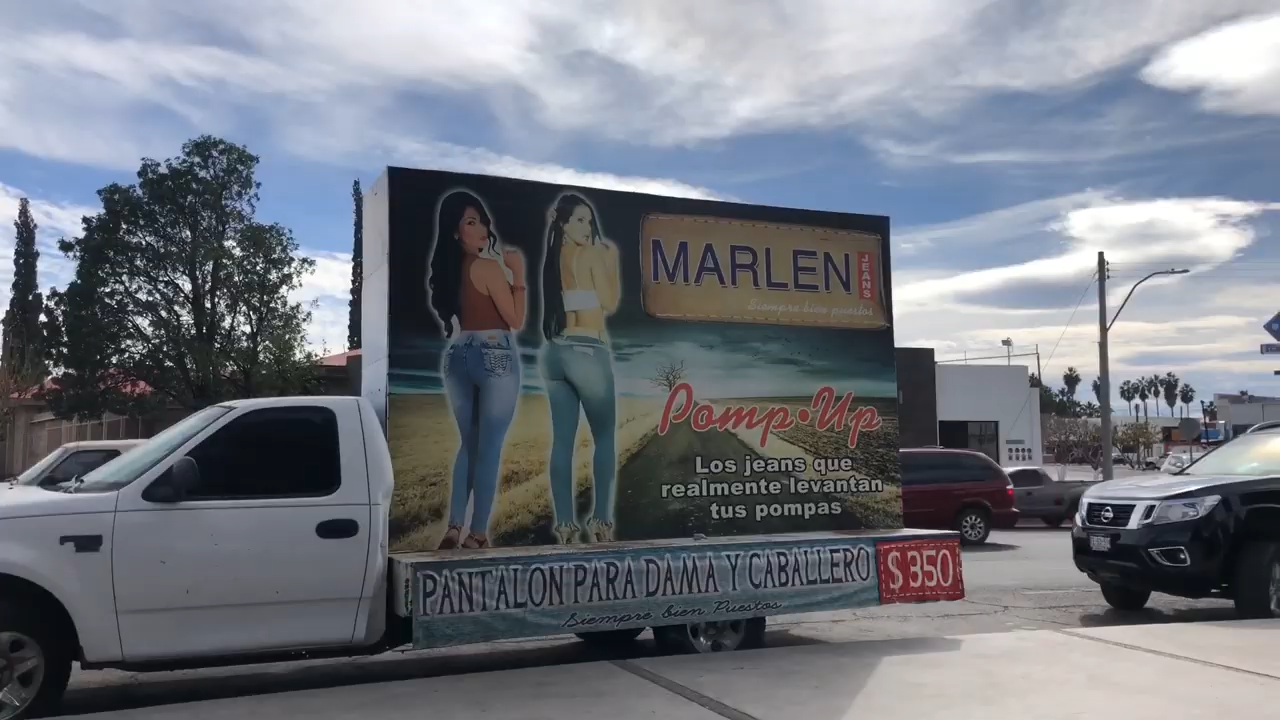 MARLEN
JEANS
Siempre bien puestos
Pomp·Up
Los jeans que
realmente levantan
tus pompas
PANTALON PARA DAMA Y CABALLERO
$350
Siempre bien Puestos